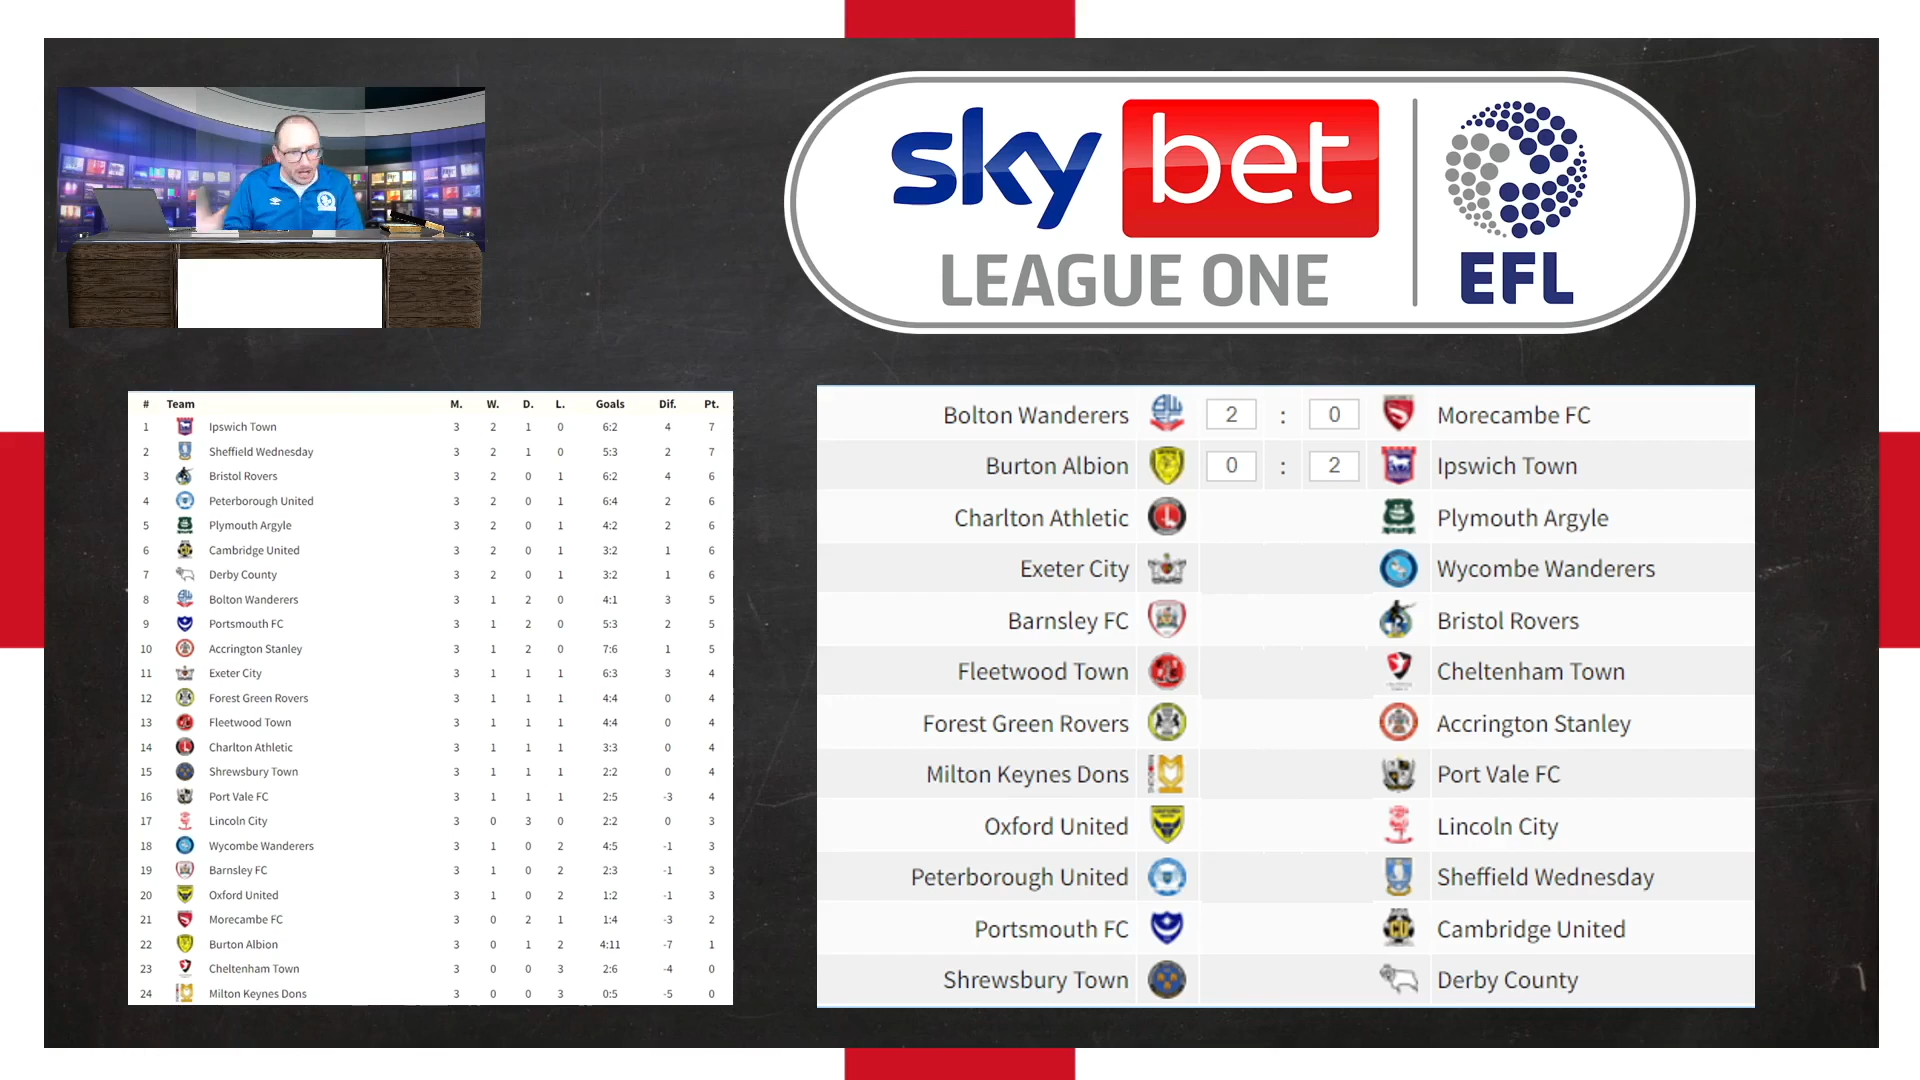 sky bet
LEAGUE ONE
EFL
# Team M. W. D. L. Goals Dif. Pt.
1 Ipswich Town 3 2 1 0 6:2 4 7
2 Sheffield Wednesday 3 2 1 0 5:3 2 7
3 Bristol Rovers 3 2 0 1 6:2 4 6
4 Peterborough United 3 2 0 1 6:4 2 6
5 Plymouth Argyle 3 2 0 1 4:2 2 6
6 Cambridge United 3 2 0 1 3:2 1 6
7 Derby County 3 2 0 1 3:2 1 6
8 Bolton Wanderers 3 1 2 0 4:1 3 5
9 Portsmouth FC 3 1 2 0 5:3 2 5
10 Accrington Stanley 3 1 2 0 7:6 1 5
11 Exeter City 3 1 1 1 6:3 3 4
12 Forest Green Rovers 3 1 1 1 4:4 0 4
13 Fleetwood Town 3 1 1 1 4:4 0 4
14 Charlton Athletic 3 1 1 1 3:3 0 4
15 Shrewsbury Town 3 1 1 1 2:2 0 4
16 Port Vale FC 3 1 1 1 2:5 -3 4
17 Lincoln City 3 0 3 0 2:2 0 3
18 Wycombe Wanderers 3 1 0 2 4:5 -1 3
19 Barnsley FC 3 1 0 2 2:3 -1 3
20 Oxford United 3 1 0 2 1:2 -1 3
21 Morecambe FC 3 0 2 1 1:4 -3 2
22 Burton Albion 3 0 1 2 4:11 -7 1
23 Cheltenham Town 3 0 0 3 2:6 -4 0
24 Milton Keynes Dons 3 0 0 3 0:5 -5 0
Bolton Wanderers 2 : 0 Morecambe FC
Burton Albion 0 : 2 Ipswich Town
Charlton Athletic Plymouth Argyle
Exeter City Wycombe Wanderers
Barnsley FC Bristol Rovers
Fleetwood Town Cheltenham Town
Forest Green Rovers Accrington Stanley
Milton Keynes Dons Port Vale FC
Oxford United Lincoln City
Peterborough United Sheffield Wednesday
Portsmouth FC Cambridge United
Shrewsbury Town Derby County